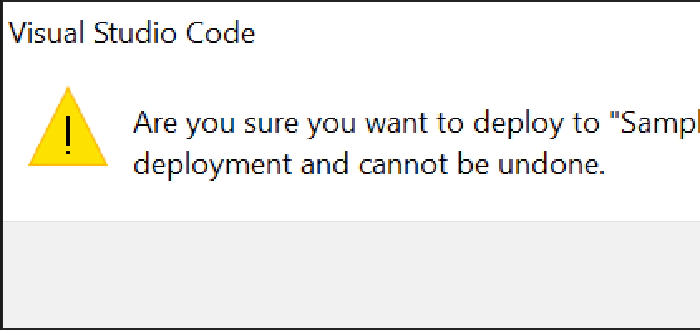 Visual Studio Code
Are you sure you want to deploy to "Sampl
deployment and cannot be undone.